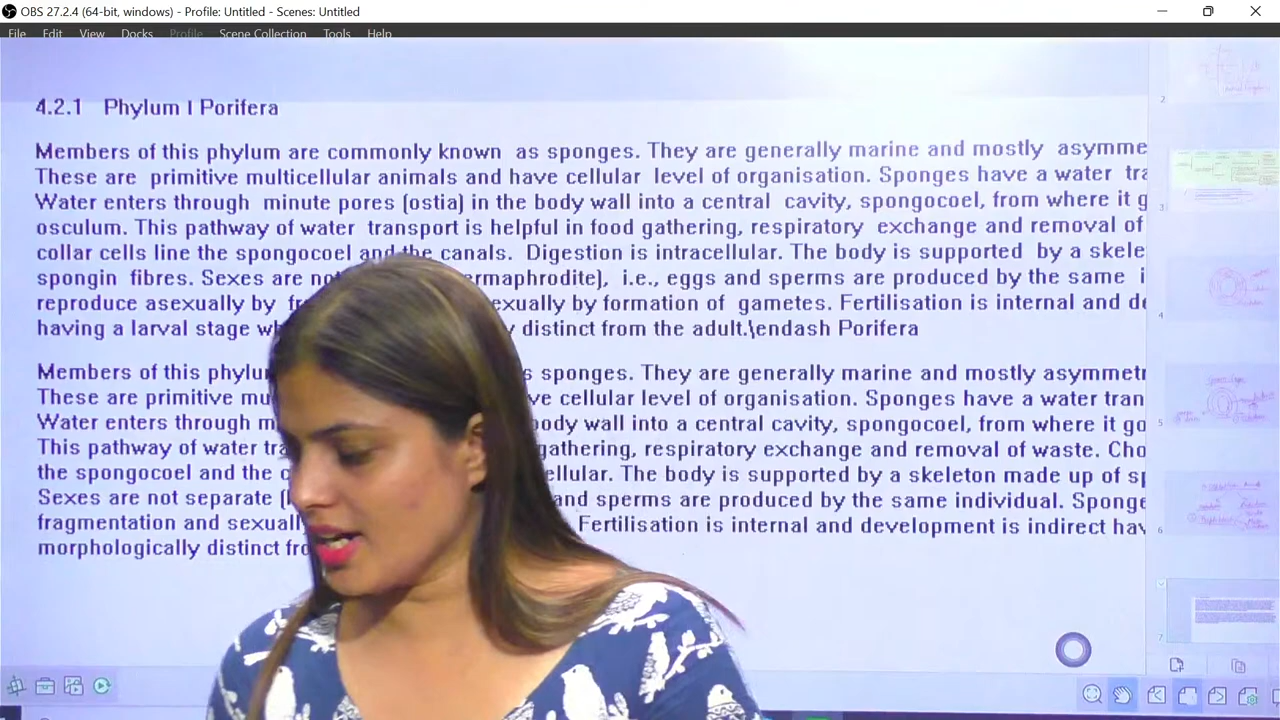 OBS 27.2.4 (64-bit, windows) - Profile: Untitled - Scenes: Untitled
File Edit View Docks Profile Scene Collection Tools Help
4.2.1 Phylum I Porifera
Members of this phylum are commonly known as sponges. They are generally marine and mostly asymme
These are primitive multicellular animals and have cellular level of organisation. Sponges have a water tra
Water enters through minute pores (ostia) in the body wall into a central cavity, spongocoel, from where it g
osculum. This pathway of water transport is helpful in food gathering, respiratory exchange and removal of
collar cells line the spongocoel and the canals. Digestion is intracellular. The body is supported by a skele
spongin fibres. Sexes are not ermaphrodite), i.e., eggs and sperms are produced by the same i
reproduce asexually by fr exually by formation of gametes. Fertilisation is internal and de
having a larval stage wh distinct from the adult.\endash Porifera
Members of this phylu s sponges. They are generally marine and mostly asymmetr
These are primitive mu ve cellular level of organisation. Sponges have a water tran
Water enters through m body wall into a central cavity, spongocoel, from where it go
This pathway of water tra gathering, respiratory exchange and removal of waste. Cho
the spongocoel and the c ellular. The body is supported by a skeleton made up of sp
Sexes are not separate ( and sperms are produced by the same individual. Sponge
fragmentation and sexuall Fertilisation is internal and development is indirect hav
morphologically distinct fro
2
3
4
5
6
7